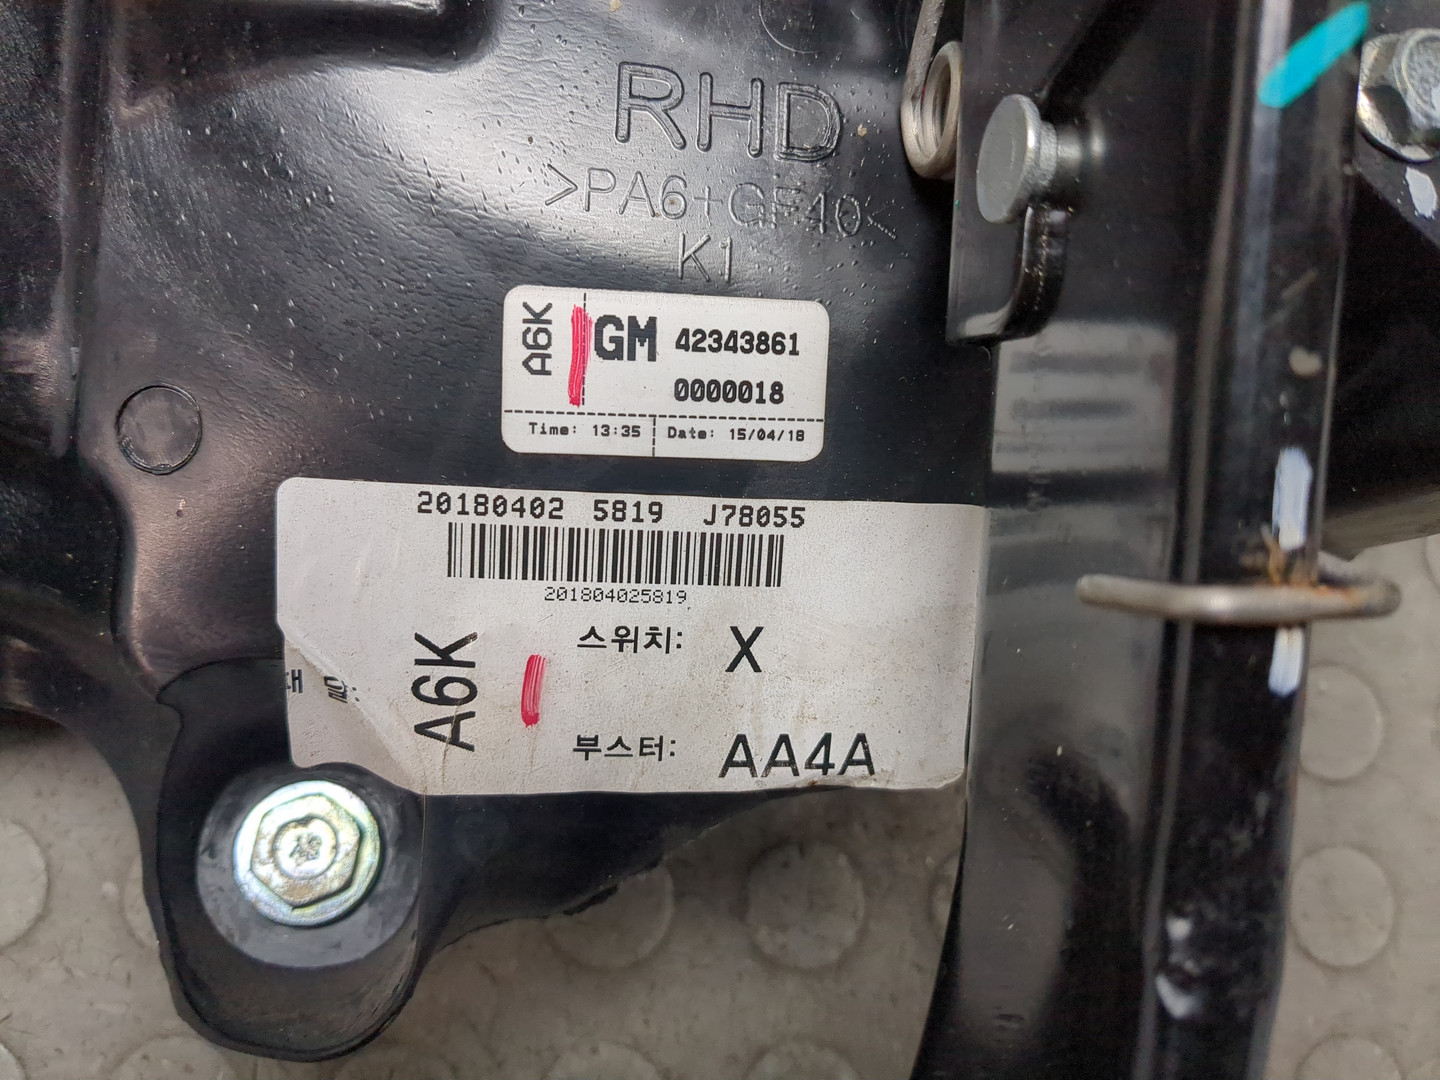 RHD
>PA6+GF40<
K1
A6K
GM 42343861
0000018
Time: 13:35 Date: 15/04/18
20180402 5819 J78055
201804025819
A6K
스위치: X
부스터: AA4A